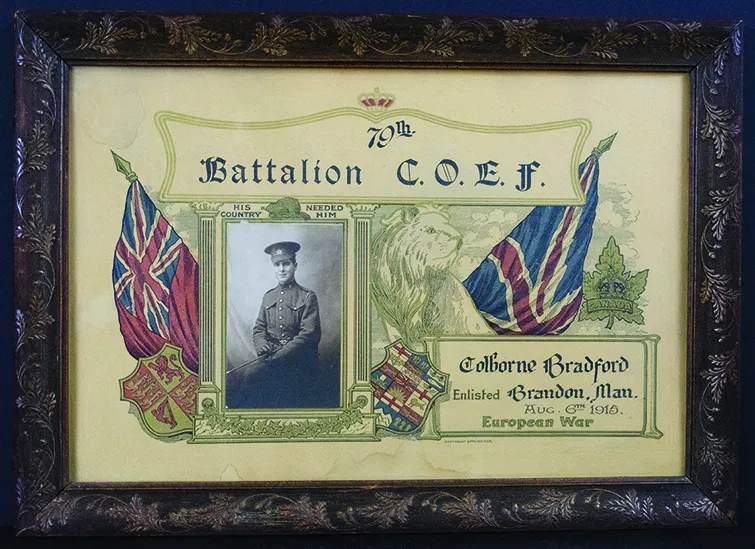 79th.
Battalion C. O. E. F.
HIS COUNTRY NEEDED HIM
Colborne Bradford
Enlisted Brandon, Man.
Aug. 6TH 1915.
European War
CANADA